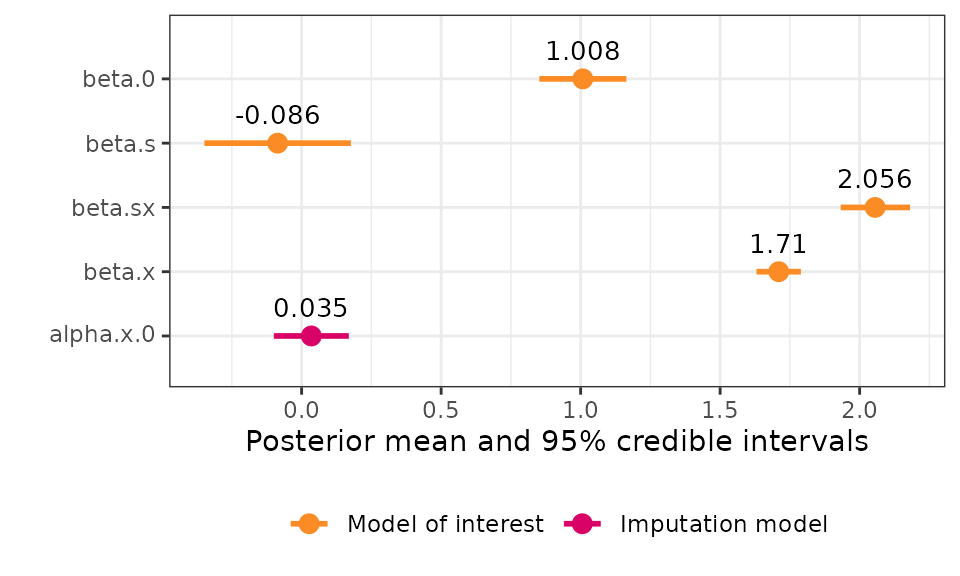 1.008
beta.0
-0.086
beta.s
2.056
beta.sx
1.71
beta.x
0.035
alpha.x.0
0.0 0.5 1.0 1.5 2.0
Posterior mean and 95% credible intervals
Model of interest Imputation model